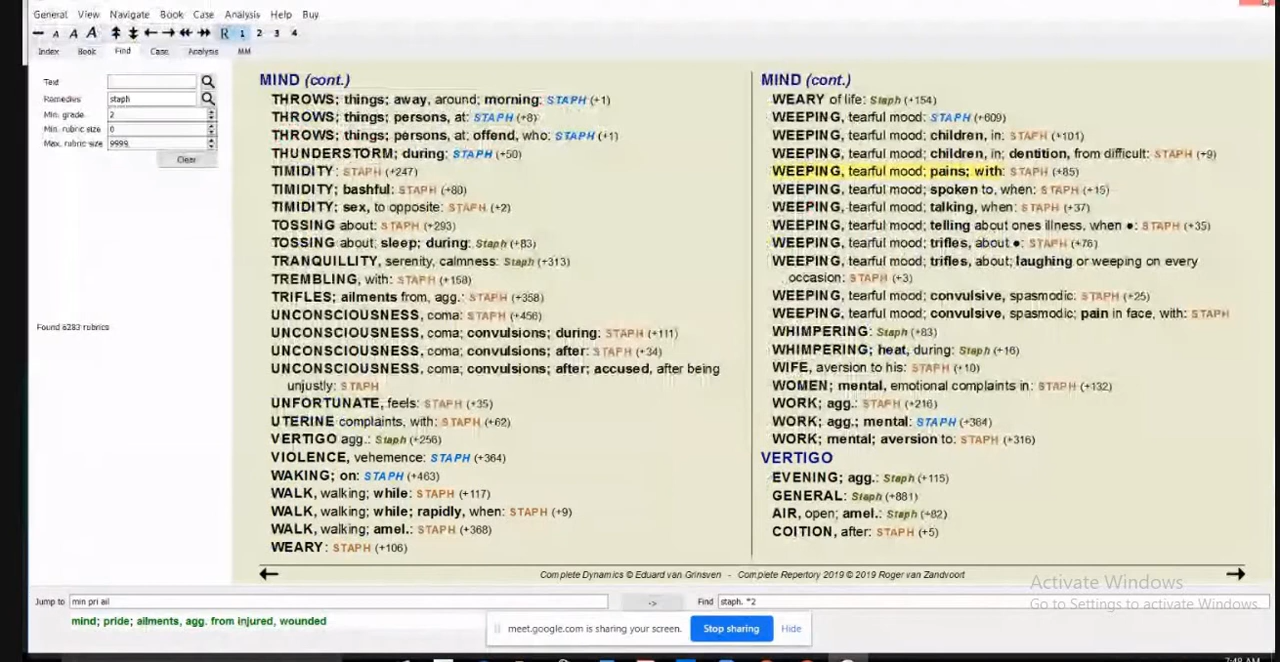 General View Navigate Book Case Analysis Help Buy
A A A R 1 2 3 4
Index Book Find Case Analysis MM
Text
Remedies staph
Min. grade 2
Min. rubric size 0
Max. rubric size 9999
Clear
Found 6283 rubrics
MIND (cont.)
THROWS; things; away, around; morning: STAPH (+1)
THROWS; things; persons, at: STAPH (+8)
THROWS; things; persons, at; offend, who: STAPH (+1)
THUNDERSTORM; during: STAPH (+50)
TIMIDITY: STAPH (+247)
TIMIDITY; bashful: STAPH (+80)
TIMIDITY; sex, to opposite: STAPH (+2)
TOSSING about: STAPH (+293)
TOSSING about; sleep; during: Staph (+83)
TRANQUILLITY, serenity, calmness: Staph (+313)
TREMBLING, with: STAPH (+158)
TRIFLES; ailments from, agg.: STAPH (+358)
UNCONSCIOUSNESS, coma: STAPH (+456)
UNCONSCIOUSNESS, coma; convulsions; during: STAPH (+111)
UNCONSCIOUSNESS, coma; convulsions; after: STAPH (+34)
UNCONSCIOUSNESS, coma; convulsions; after; accused, after being
unjustly: STAPH
UNFORTUNATE, feels: STAPH (+35)
UTERINE complaints, with: STAPH (+62)
VERTIGO agg.: Staph (+256)
VIOLENCE, vehemence: STAPH (+364)
WAKING; on: STAPH (+463)
WALK, walking; while: STAPH (+117)
WALK, walking; while; rapidly, when: STAPH (+9)
WALK, walking; amel.: STAPH (+368)
WEARY: STAPH (+106)
MIND (cont.)
WEARY of life: Staph (+154)
WEEPING, tearful mood: STAPH (+609)
WEEPING, tearful mood; children, in: STAPH (+101)
WEEPING, tearful mood; children, in; dentition, from difficult: STAPH (+9)
WEEPING, tearful mood; pains; with: STAPH (+85)
WEEPING, tearful mood; spoken to, when: STAPH (+15)
WEEPING, tearful mood; talking, when: STAPH (+37)
WEEPING, tearful mood; telling about ones illness, when ●: STAPH (+35)
WEEPING, tearful mood; trifles, about ●: STAPH (+76)
WEEPING, tearful mood; trifles, about; laughing or weeping on every
occasion: STAPH (+3)
WEEPING, tearful mood; convulsive, spasmodic: STAPH (+25)
WEEPING, tearful mood; convulsive, spasmodic; pain in face, with: STAPH
WHIMPERING: Staph (+83)
WHIMPERING; heat, during: Staph (+16)
WIFE, aversion to his: STAPH (+10)
WOMEN; mental, emotional complaints in: STAPH (+132)
WORK; agg.: STAPH (+216)
WORK; agg.; mental: STAPH (+364)
WORK; mental; aversion to: STAPH (+316)
VERTIGO
EVENING; agg.: Staph (+115)
GENERAL: Staph (+881)
AIR, open; amel.: Staph (+82)
COITION, after: STAPH (+5)
Complete Dynamics © Eduard van Grinsven - Complete Repertory 2019 © 2019 Roger van Zandvoort
Activate Windows
Go to Settings to activate Windows.
Jump to min pri ail -> Find staph. *2
mind; pride; ailments, agg. from injured, wounded
meet.google.com is sharing your screen. Stop sharing Hide